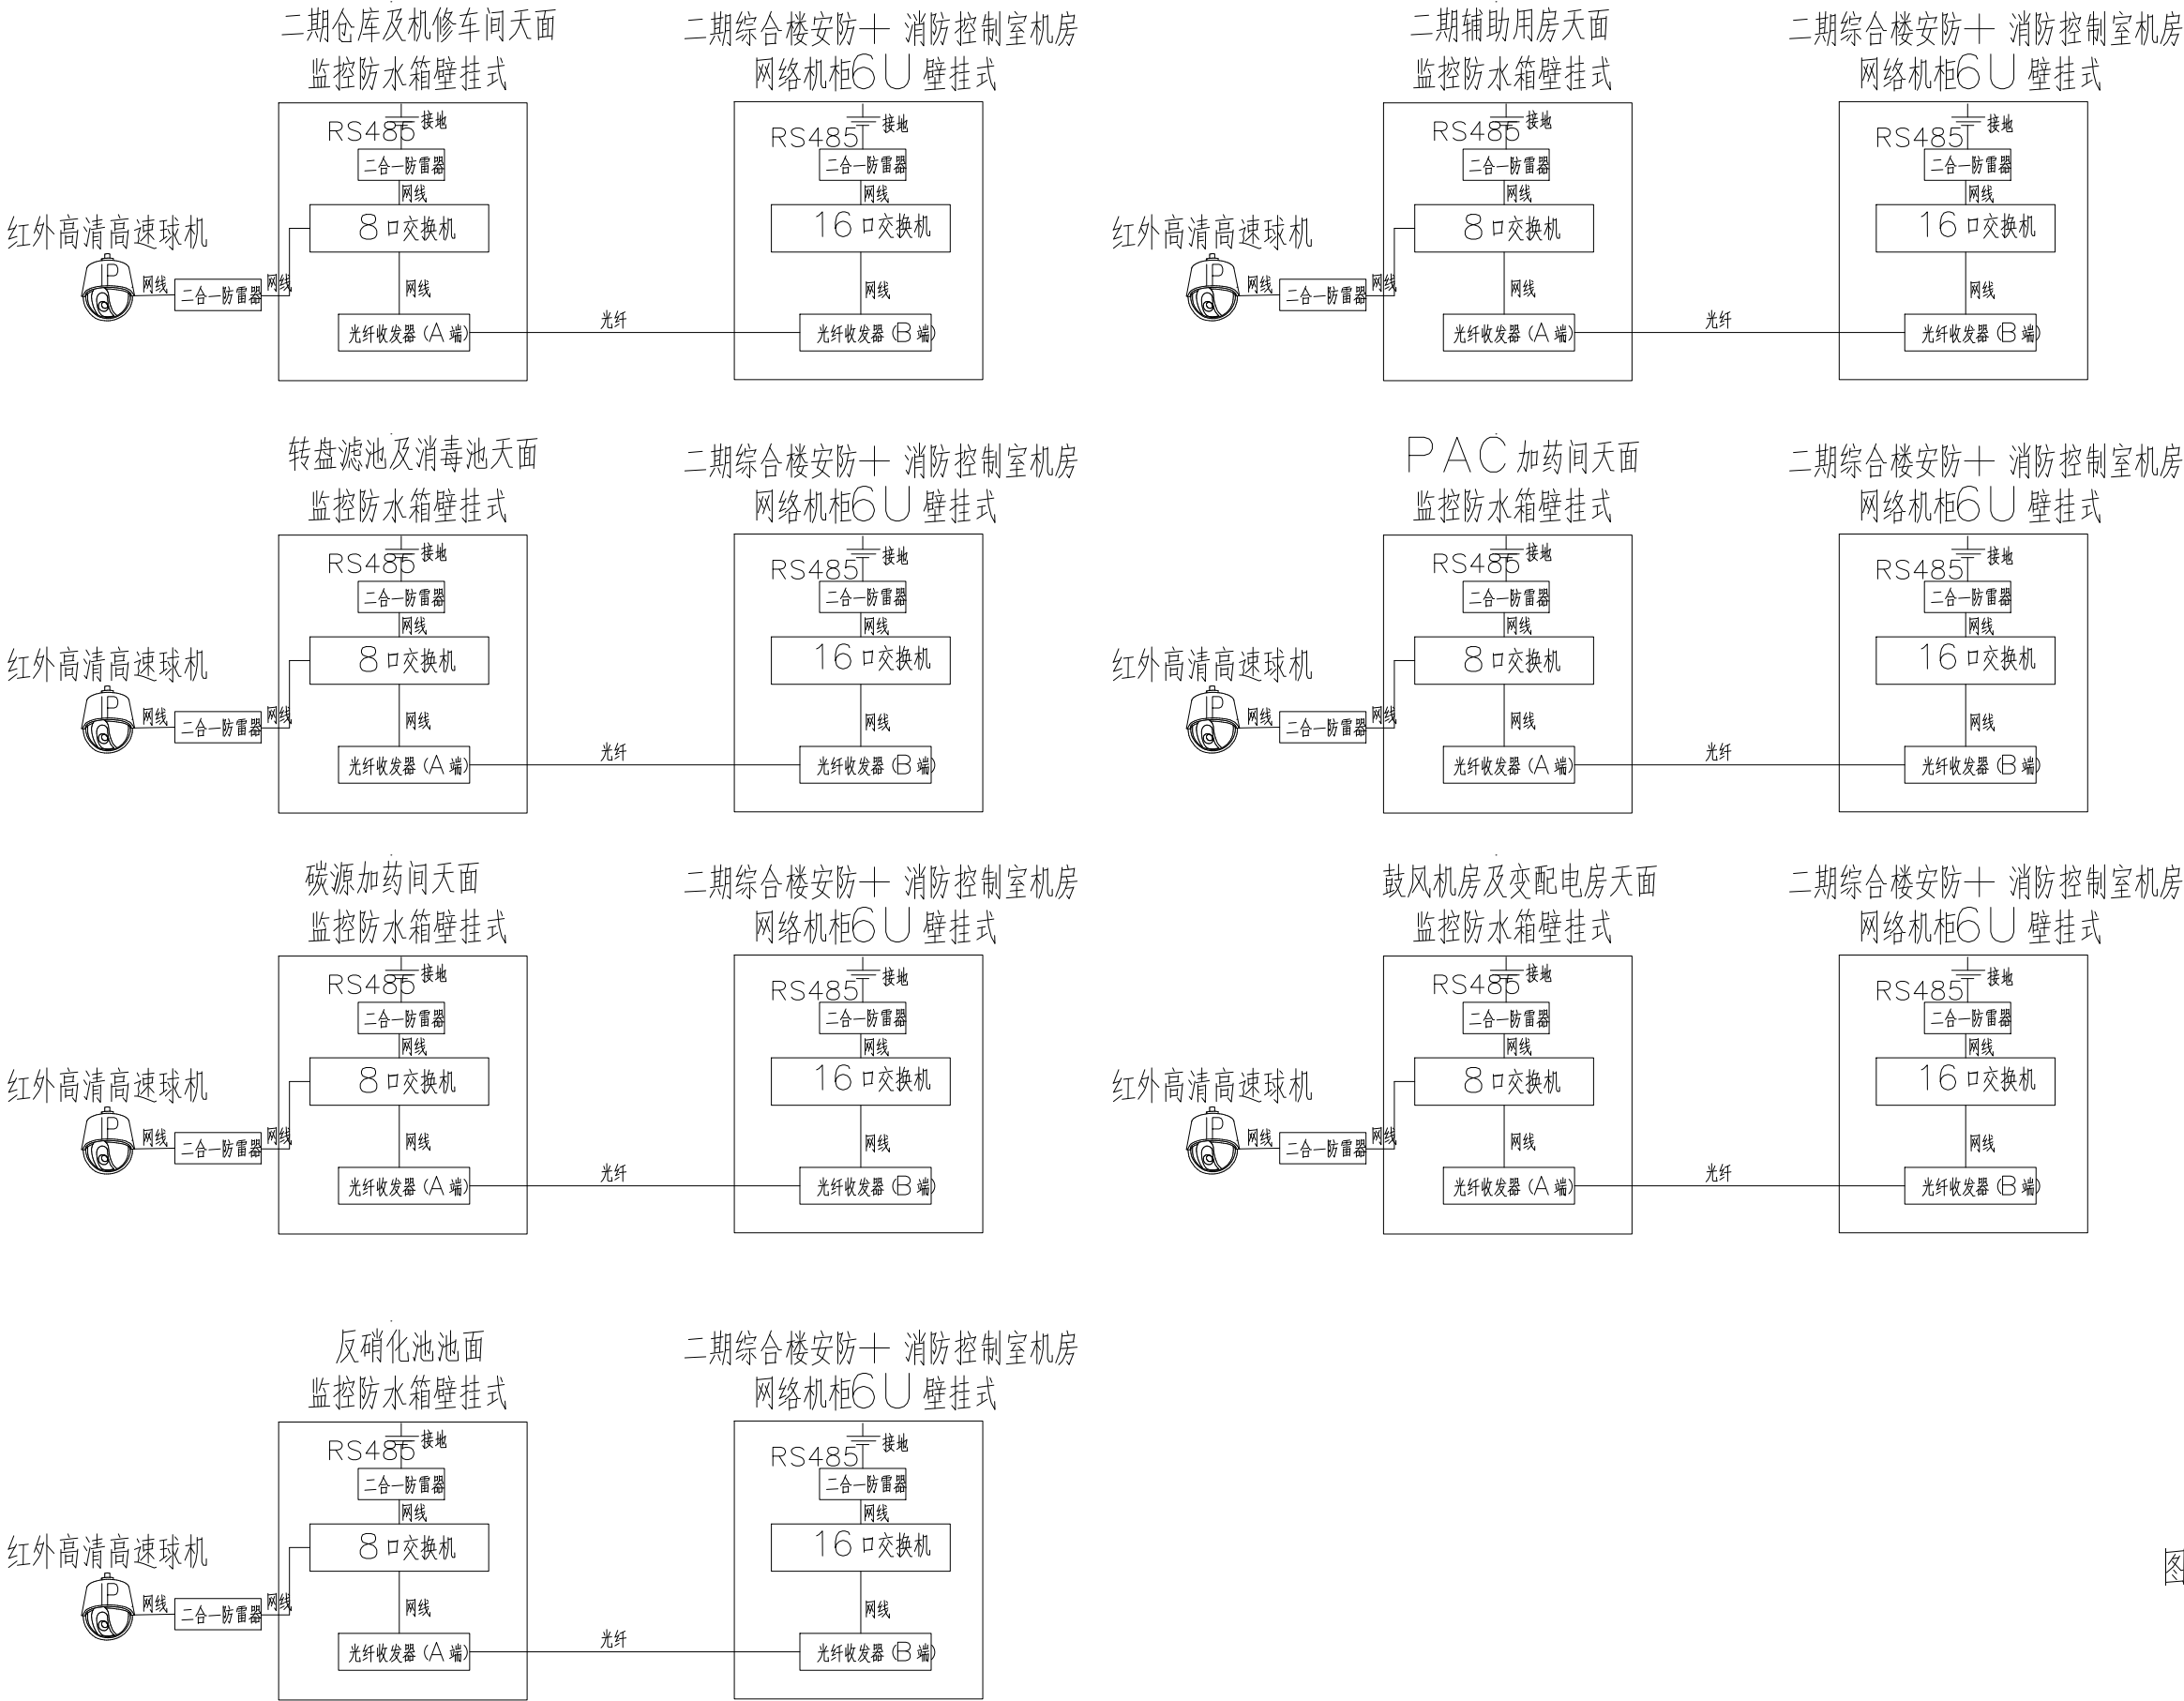 二期仓库及机修车间天面
监控防水箱壁挂式
RS485
接地
二合一防雷器
网线
8口交换机
红外高清高速球机
IP
网线
二合一防雷器
网线
网线
光纤收发器(A端)
光纤
二期综合楼安防+ 消防控制室机房
网络机柜6U壁挂式
RS485
接地
二合一防雷器
网线
16口交换机
网线
光纤收发器(B端)
二期辅助用房天面
监控防水箱壁挂式
RS485
接地
二合一防雷器
网线
8口交换机
红外高清高速球机
IP
网线
二合一防雷器
网线
网线
光纤收发器(A端)
光纤
二期综合楼安防+ 消防控制室机房
网络机柜6U壁挂式
RS485
接地
二合一防雷器
网线
16口交换机
网线
光纤收发器(B端)
转盘滤池及消毒池天面
监控防水箱壁挂式
RS485
接地
二合一防雷器
网线
8口交换机
红外高清高速球机
IP
网线
二合一防雷器
网线
网线
光纤收发器(A端)
光纤
二期综合楼安防+ 消防控制室机房
网络机柜6U壁挂式
RS485
接地
二合一防雷器
网线
16口交换机
网线
光纤收发器(B端)
PAC加药间天面
监控防水箱壁挂式
RS485
接地
二合一防雷器
网线
8口交换机
红外高清高速球机
IP
网线
二合一防雷器
网线
网线
光纤收发器(A端)
光纤
二期综合楼安防+ 消防控制室机房
网络机柜6U壁挂式
RS485
接地
二合一防雷器
网线
16口交换机
网线
光纤收发器(B端)
碳源加药间天面
监控防水箱壁挂式
RS485
接地
二合一防雷器
网线
8口交换机
红外高清高速球机
IP
网线
二合一防雷器
网线
网线
光纤收发器(A端)
光纤
二期综合楼安防+ 消防控制室机房
网络机柜6U壁挂式
RS485
接地
二合一防雷器
网线
16口交换机
网线
光纤收发器(B端)
鼓风机房及变配电房天面
监控防水箱壁挂式
RS485
接地
二合一防雷器
网线
8口交换机
红外高清高速球机
IP
网线
二合一防雷器
网线
网线
光纤收发器(A端)
光纤
二期综合楼安防+ 消防控制室机房
网络机柜6U壁挂式
RS485
接地
二合一防雷器
网线
16口交换机
网线
光纤收发器(B端)
反硝化池池面
监控防水箱壁挂式
RS485
接地
二合一防雷器
网线
8口交换机
红外高清高速球机
IP
网线
二合一防雷器
网线
网线
光纤收发器(A端)
光纤
二期综合楼安防+ 消防控制室机房
网络机柜6U壁挂式
RS485
接地
二合一防雷器
网线
16口交换机
网线
光纤收发器(B端)
图